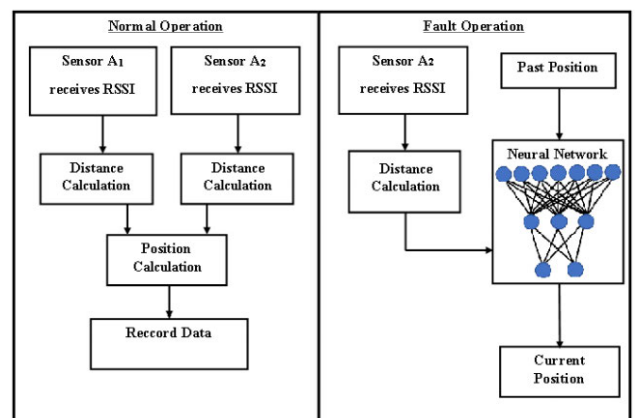 Normal Operation
Sensor A1
receives RSSI
Sensor A2
receives RSSI
Distance
Calculation
Distance
Calculation
Position
Calculation
Reccord Data
Fault Operation
Sensor A2
receives RSSI
Past Position
Distance
Calculation
Neural Network
Current
Position